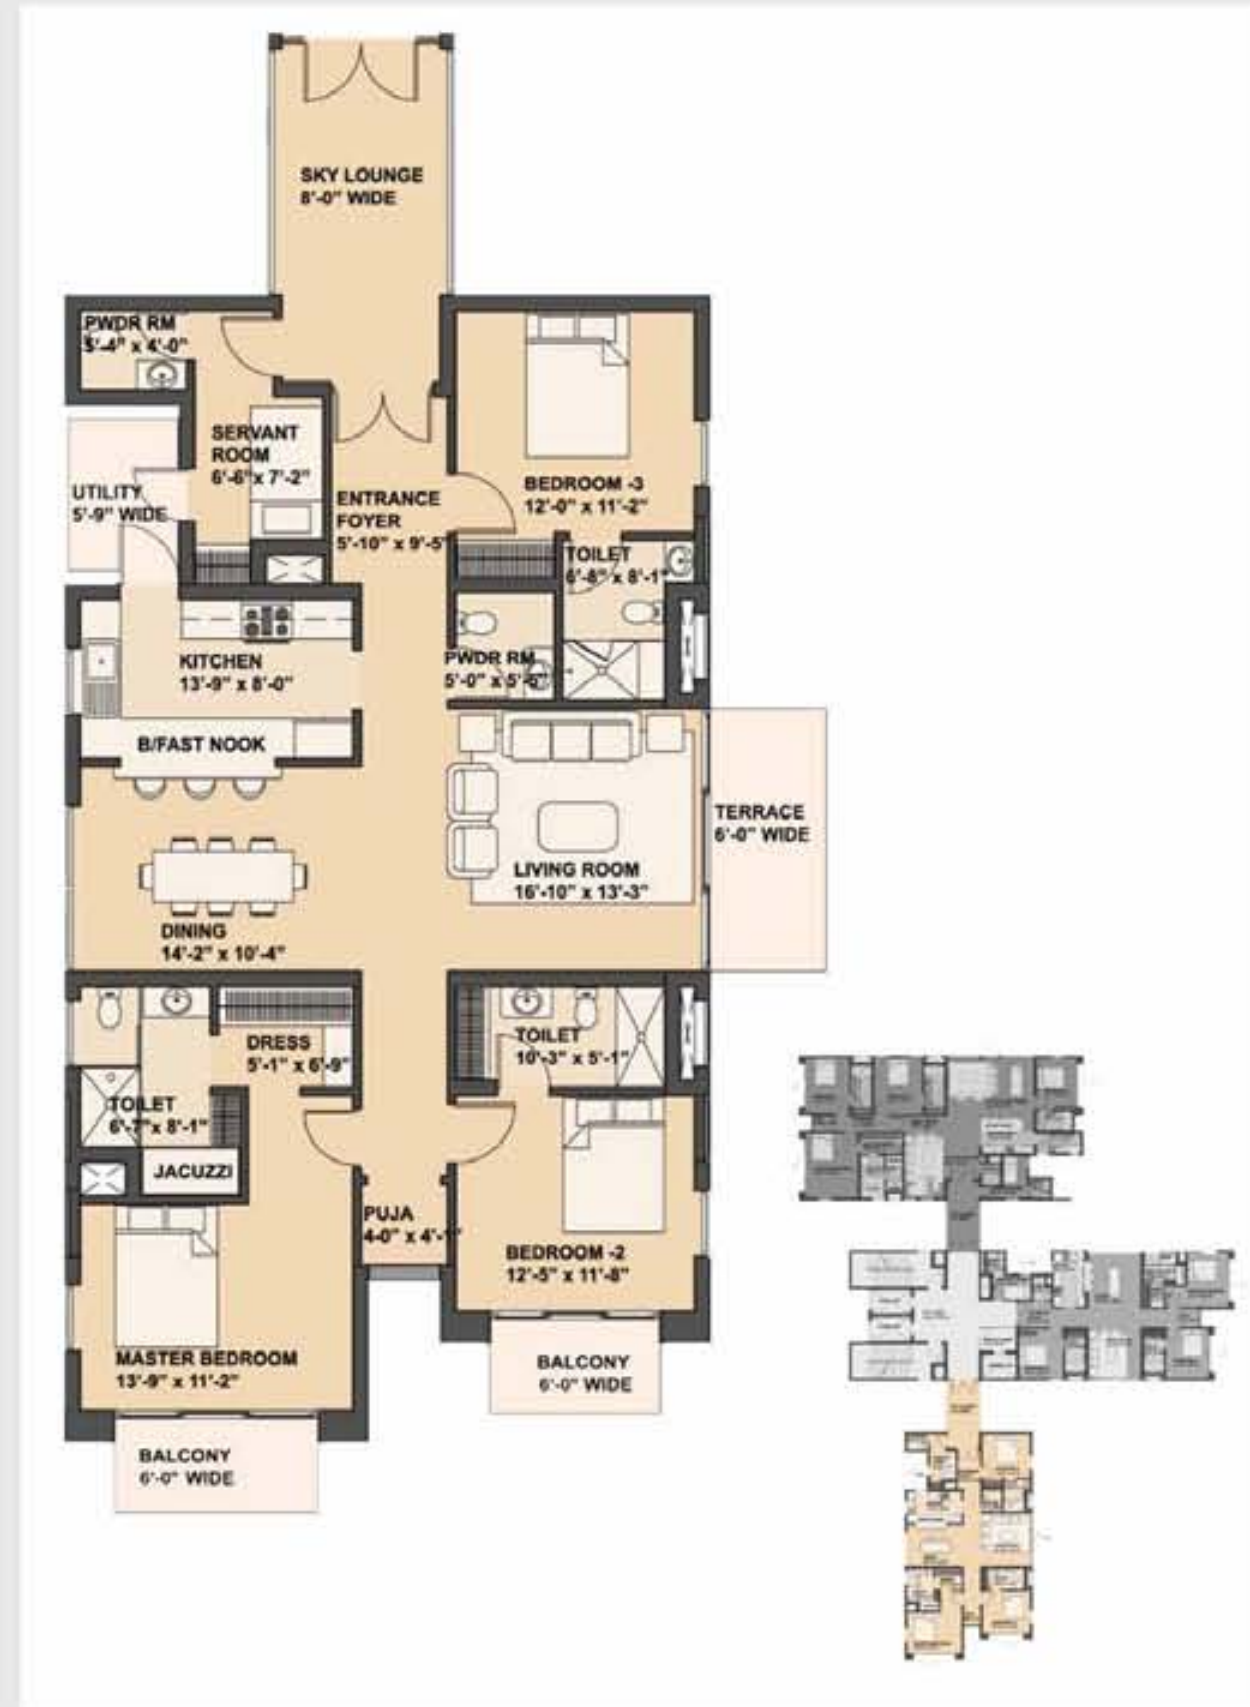 SKY LOUNGE
8'-0" WIDE
PWDR RM
5'-4" x 4'-0"
SERVANT
ROOM
6'-6"x 7'-2"
UTILITY
5'-9" WIDE
ENTRANCE
FOYER
5'-10" x 9'-5"
BEDROOM -3
12'-0" x 11'-2"
TOILET
6'-8" x 8'-1"
KITCHEN
13'-9" x 8'-0"
PWDR RM
5'-0" x 5'-6"
B/FAST NOOK
TERRACE
6'-0" WIDE
LIVING ROOM
16'-10" x 13'-3"
DINING
14'-2" x 10'-4"
DRESS
5'-1" x 6'-9"
TOILET
10'-3" x 5'-1"
TOILET
6'-7"x 8'-1"
JACUZZI
PUJA
4-0" x 4'-1"
BEDROOM -2
12'-5" x 11'-8"
MASTER BEDROOM
13'-9" x 11'-2"
BALCONY
6'-0" WIDE
BALCONY
6'-0" WIDE